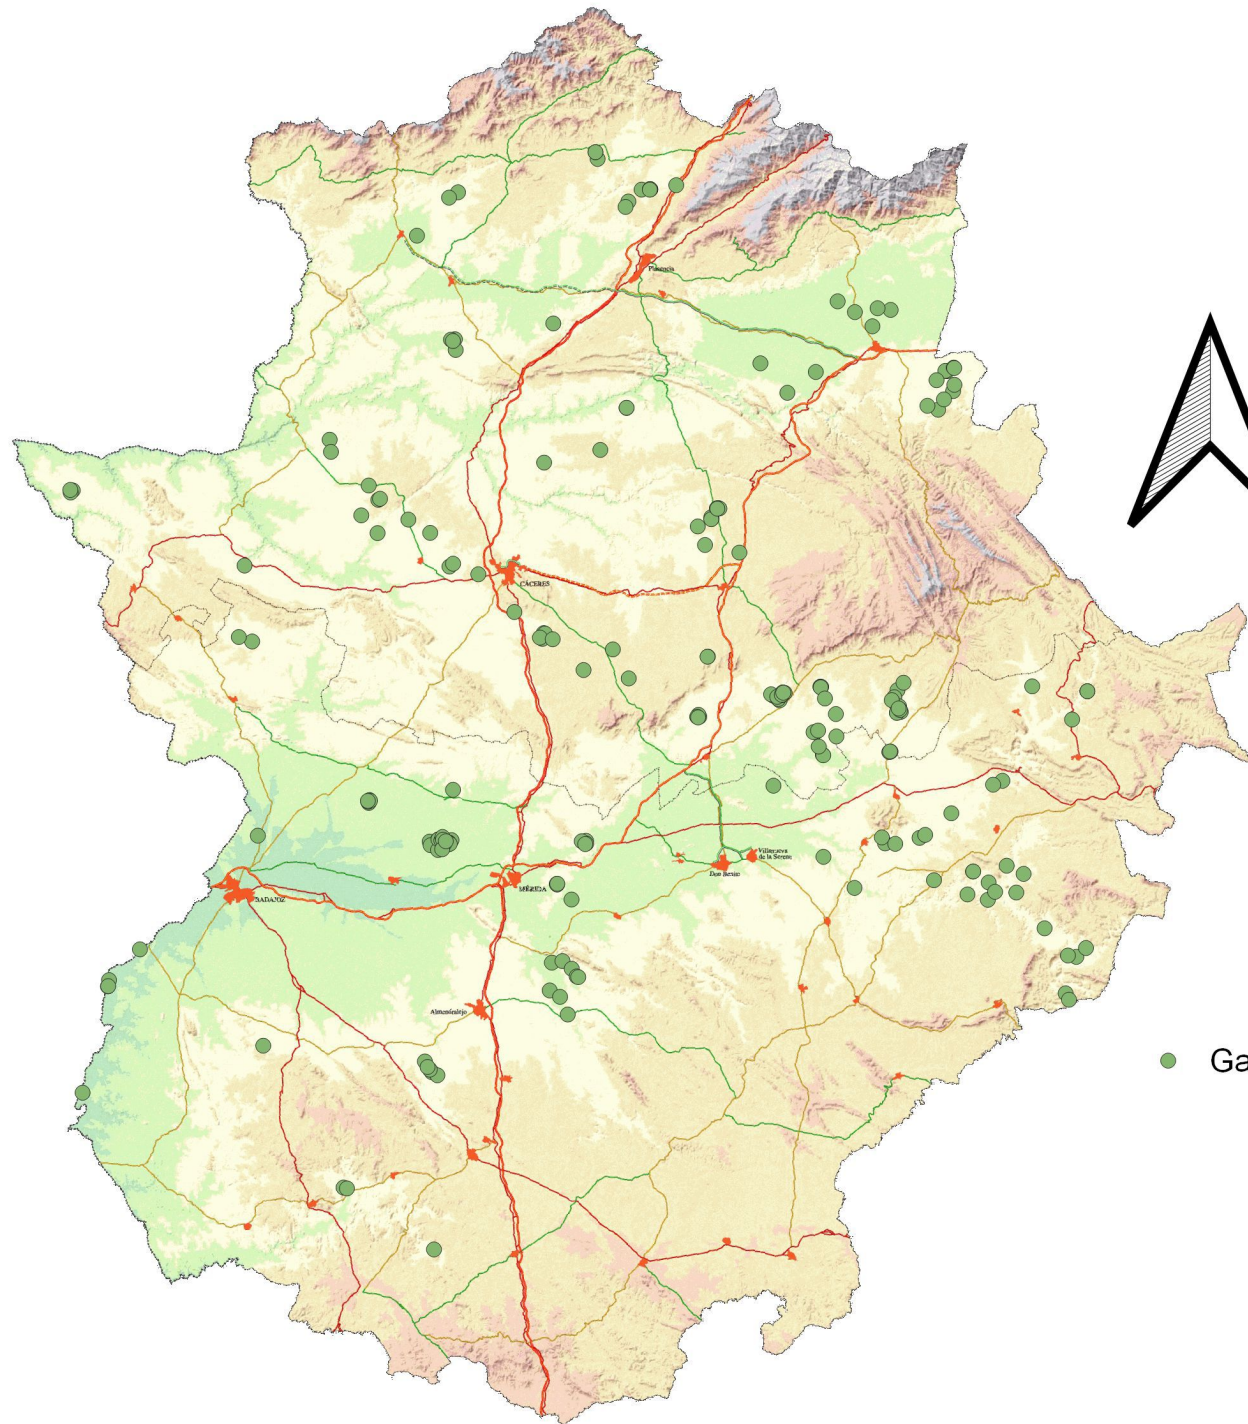 Plasencia
CÁCERES
Villanueva
de la Serena
Don Benito
MÉRIDA
BADAJOZ
Almendralejo
Ga